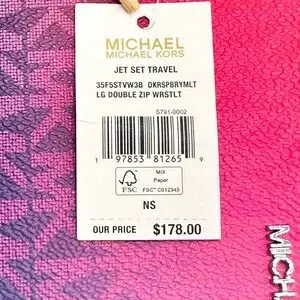 MICHAEL
MICHAEL KORS
JET SET TRAVEL
35F5STVW3B DKRSPBRYMLT
LG DOUBLE ZIP WRSTLT
S791-0002
1 97853 81265 9
FSC
MIX
Paper
FSC™ C012345
NS
OUR PRICE $178.00
MICH